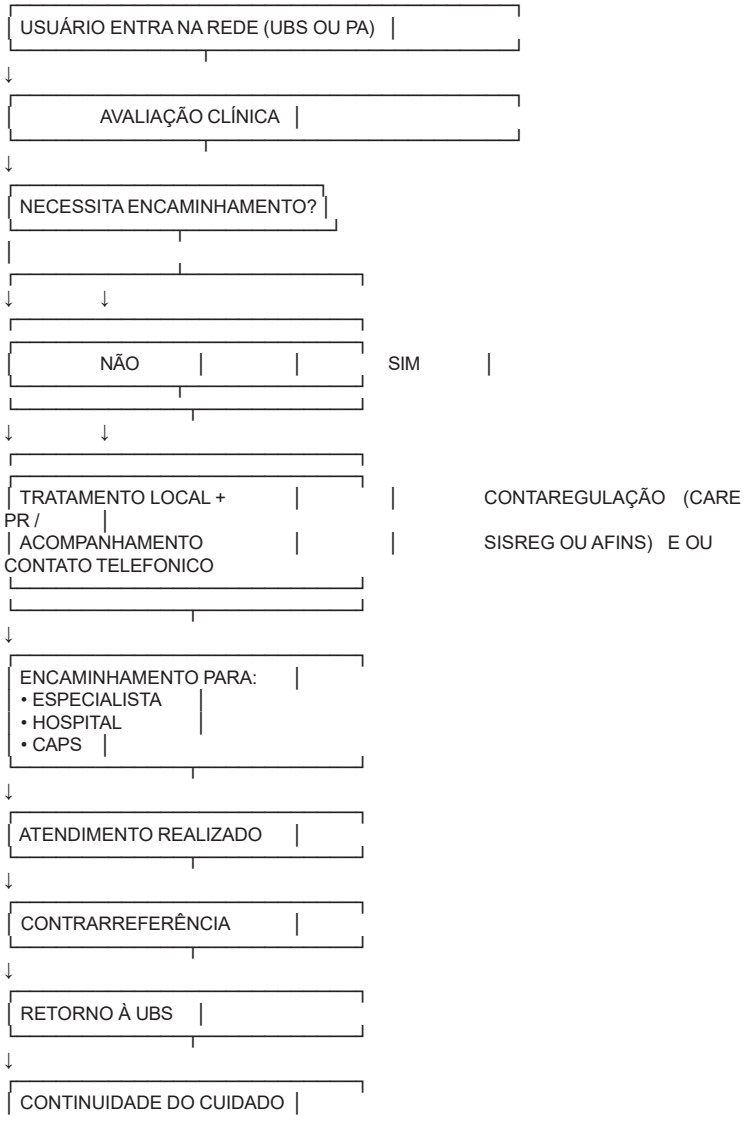 USUÁRIO ENTRA NA REDE (UBS OU PA)
↓
AVALIAÇÃO CLÍNICA
↓
NECESSITA ENCAMINHAMENTO?
↓ ↓
NÃO SIM
↓ ↓
TRATAMENTO LOCAL + CONTAREGULAÇÃO (CARE
PR /
ACOMPANHAMENTO SISREG OU AFINS) E OU
CONTATO TELEFONICO
↓
ENCAMINHAMENTO PARA:
• ESPECIALISTA
• HOSPITAL
• CAPS
↓
ATENDIMENTO REALIZADO
↓
CONTRARREFERÊNCIA
↓
RETORNO À UBS
↓
CONTINUIDADE DO CUIDADO